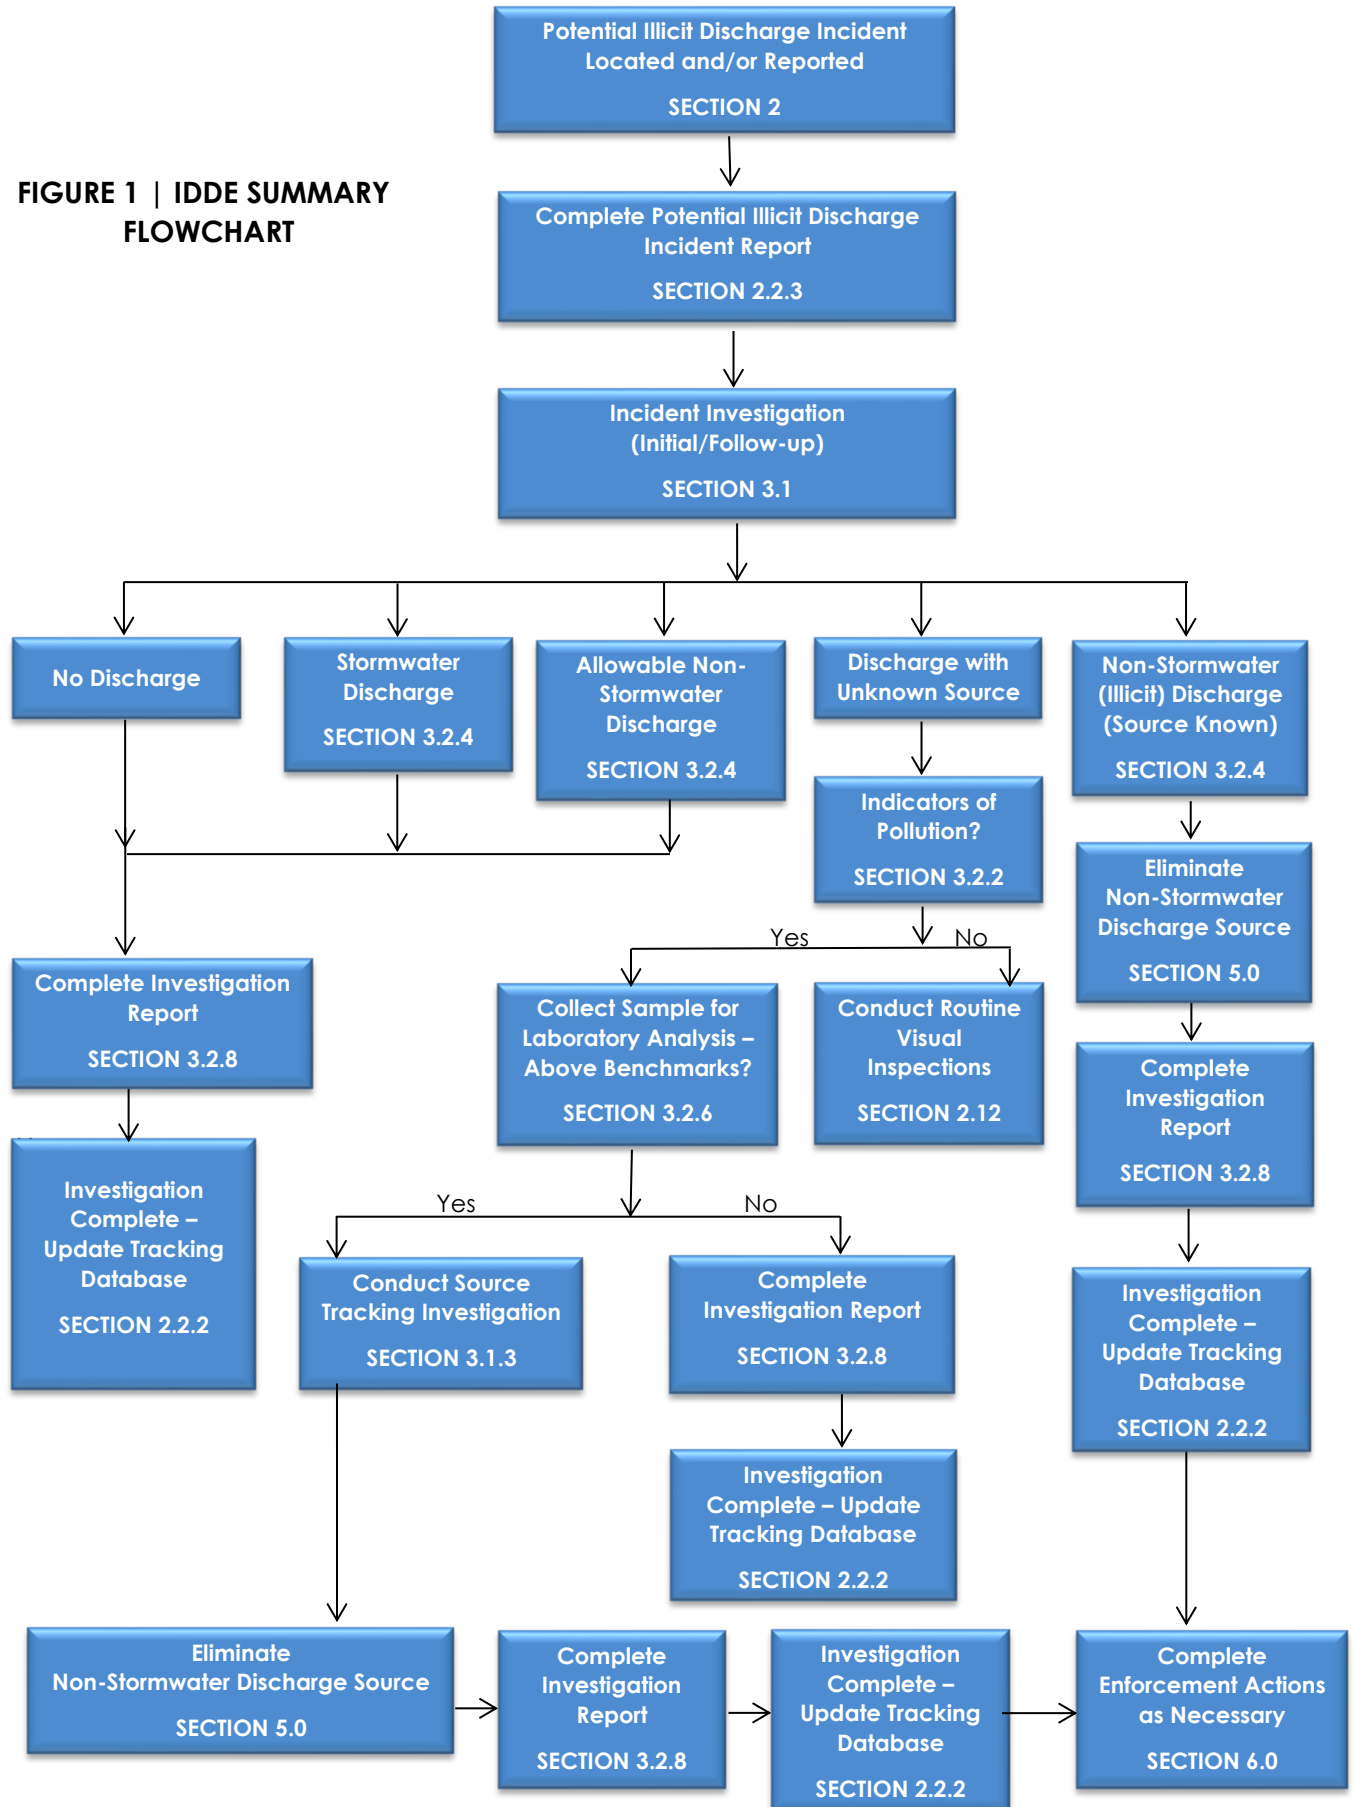 Potential Illicit Discharge Incident
Located and/or Reported
SECTION 2
FIGURE 1 | IDDE SUMMARY
FLOWCHART
Complete Potential Illicit Discharge
Incident Report
SECTION 2.2.3
Incident Investigation
(Initial/Follow-up)
SECTION 3.1
No Discharge
Stormwater
Discharge
SECTION 3.2.4
Allowable Non-
Stormwater
Discharge
SECTION 3.2.4
Discharge with
Unknown Source
Non-Stormwater
(Illicit) Discharge
(Source Known)
SECTION 3.2.4
Indicators of
Pollution?
SECTION 3.2.2
Eliminate
Non-Stormwater
Discharge Source
SECTION 5.0
Yes
No
Complete Investigation
Report
SECTION 3.2.8
Collect Sample for
Laboratory Analysis –
Above Benchmarks?
SECTION 3.2.6
Conduct Routine
Visual
Inspections
SECTION 2.12
Complete
Investigation
Report
SECTION 3.2.8
Investigation
Complete –
Update Tracking
Database
SECTION 2.2.2
Yes
No
Conduct Source
Tracking Investigation
SECTION 3.1.3
Complete
Investigation Report
SECTION 3.2.8
Investigation
Complete –
Update Tracking
Database
SECTION 2.2.2
Investigation
Complete – Update
Tracking Database
SECTION 2.2.2
Eliminate
Non-Stormwater Discharge Source
SECTION 5.0
Complete
Investigation
Report
SECTION 3.2.8
Investigation
Complete –
Update Tracking
Database
SECTION 2.2.2
Complete
Enforcement Actions
as Necessary
SECTION 6.0